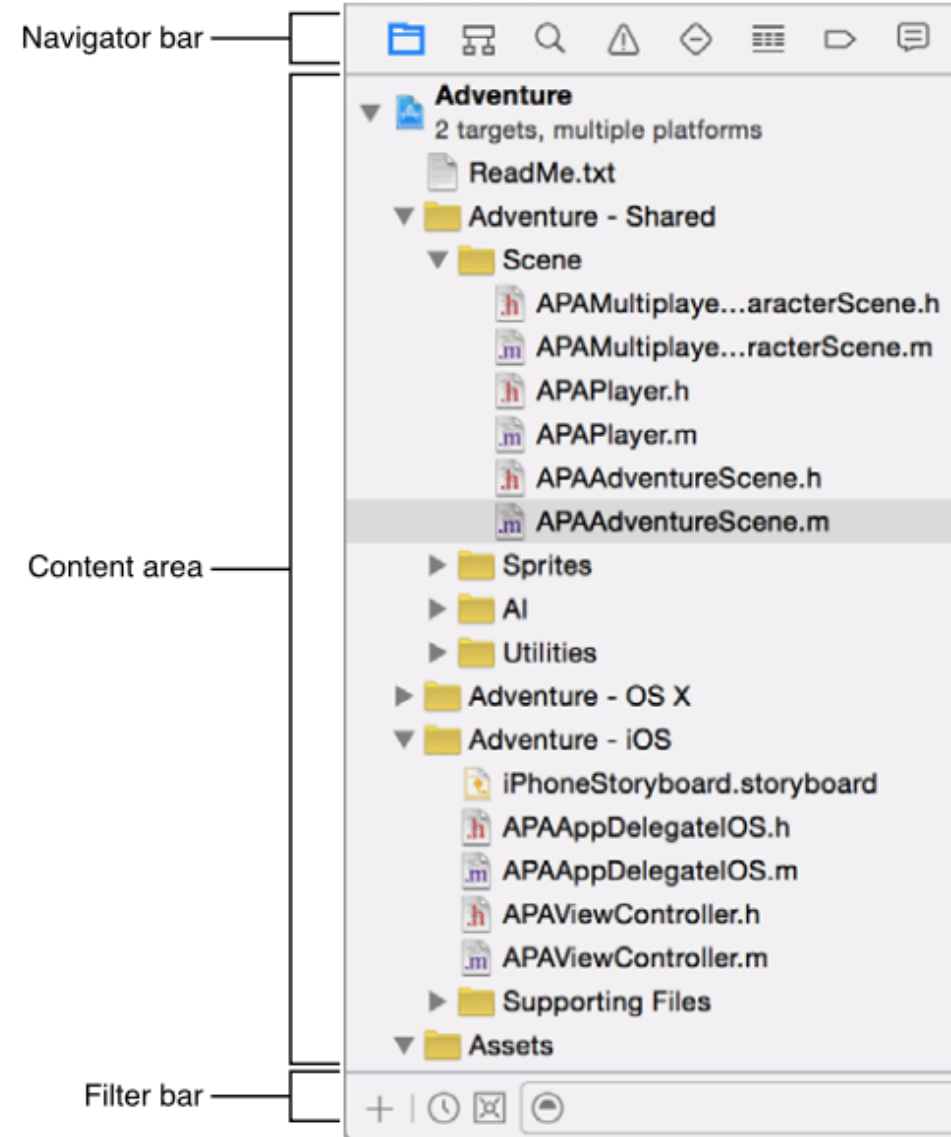 Navigator bar
Adventure
2 targets, multiple platforms
ReadMe.txt
Adventure - Shared
Scene
.h APAMultiplaye...aracterScene.h
.m APAMultiplaye...racterScene.m
.h APAPlayer.h
.m APAPlayer.m
.h APAAdventureScene.h
.m APAAdventureScene.m
Content area
Sprites
AI
Utilities
Adventure - OS X
Adventure - iOS
iPhoneStoryboard.storyboard
.h APAAppDelegateIOS.h
.m APAAppDelegateIOS.m
.h APAViewController.h
.m APAViewController.m
Supporting Files
Assets
Filter bar